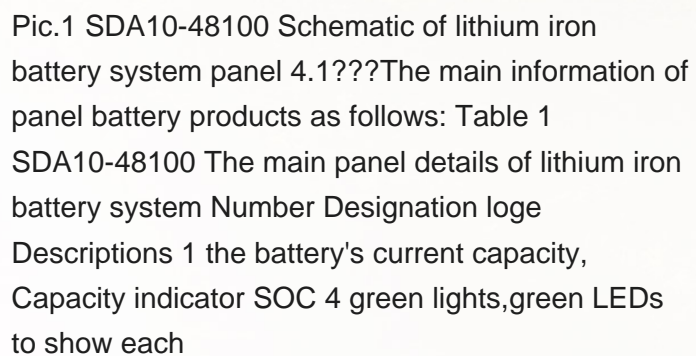 Pic.1 SDA10-48100 Schematic of lithium iron
battery system panel 4.1???The main information of
panel battery products as follows: Table 1
SDA10-48100 The main panel details of lithium iron
battery system Number Designation loge
Descriptions 1 the battery's current capacity,
Capacity indicator SOC 4 green lights,green LEDs
to show each